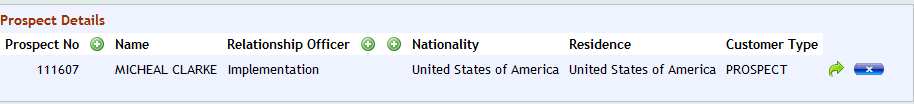 Prospect Details
Prospect No Name Relationship Officer Nationality Residence Customer Type
111607 MICHEAL CLARKE Implementation United States of America United States of America PROSPECT